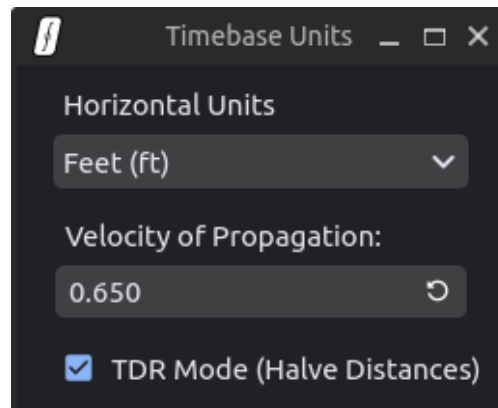 Timebase Units
Horizontal Units
Feet (ft)
Velocity of Propagation:
0.650
TDR Mode (Halve Distances)